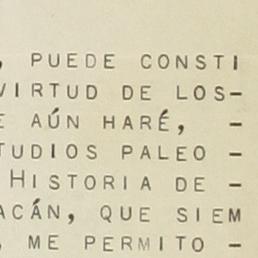 , PUEDE CONSTI
VIRTUD DE LOS-
E AÚN HARÉ, -
TUDIOS PALEO -
HISTORIA DE -
ACÁN, QUE SIEM
, ME PERMITO -